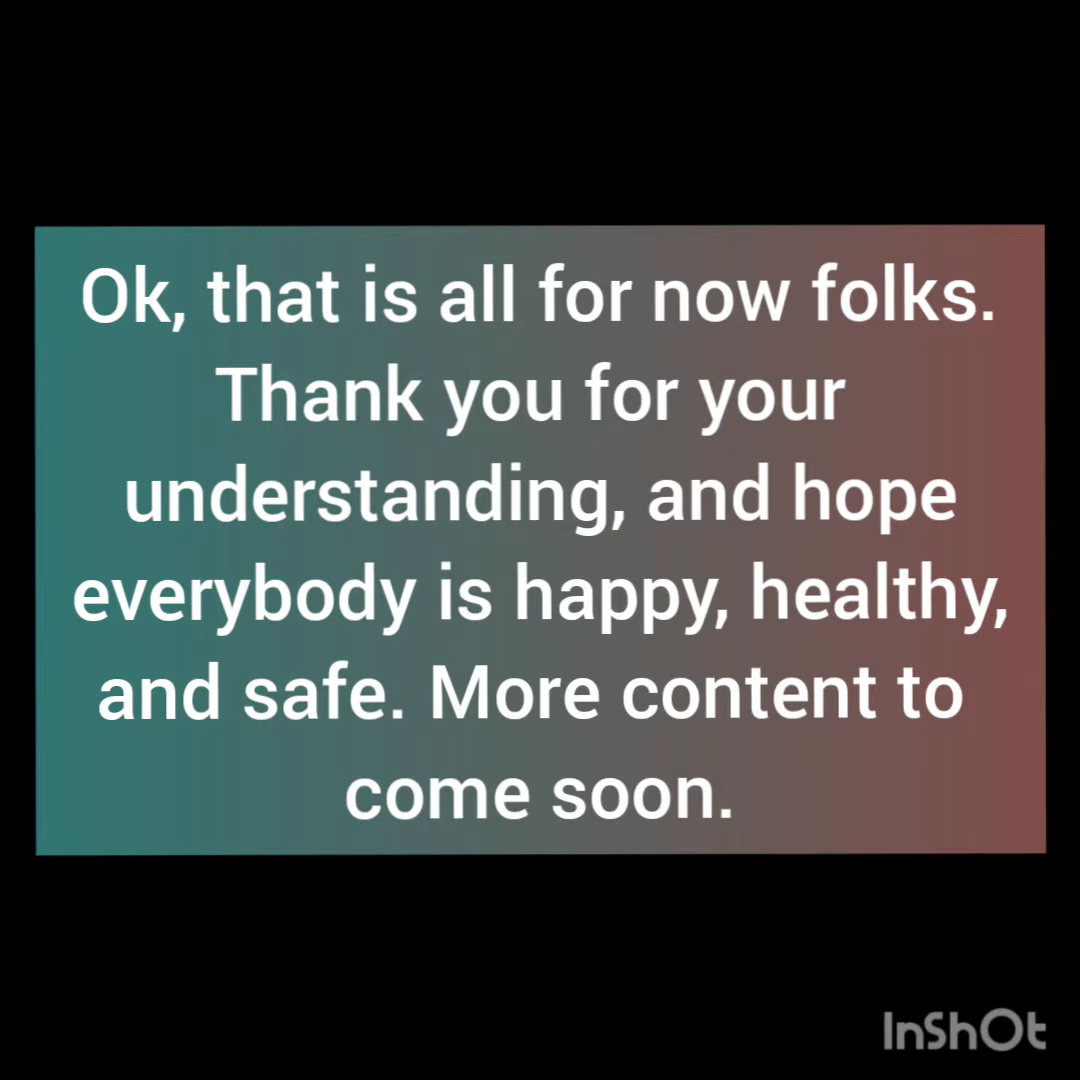 Ok, that is all for now folks.
Thank you for your
understanding, and hope
everybody is happy, healthy,
and safe. More content to
come soon.
InShOt